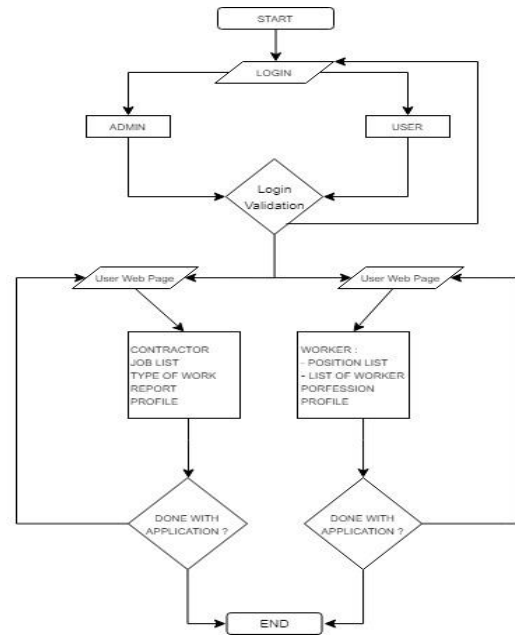 START
LOGIN
ADMIN
USER
Login
Validation
User Web Page
User Web Page
CONTRACTOR
JOB LIST
TYPE OF WORK
REPORT
PROFILE
WORKER :
- POSITION LIST
- LIST OF WORKER
PORFESSION
PROFILE
DONE WITH
APPLICATION ?
DONE WITH
APPLICATION ?
END